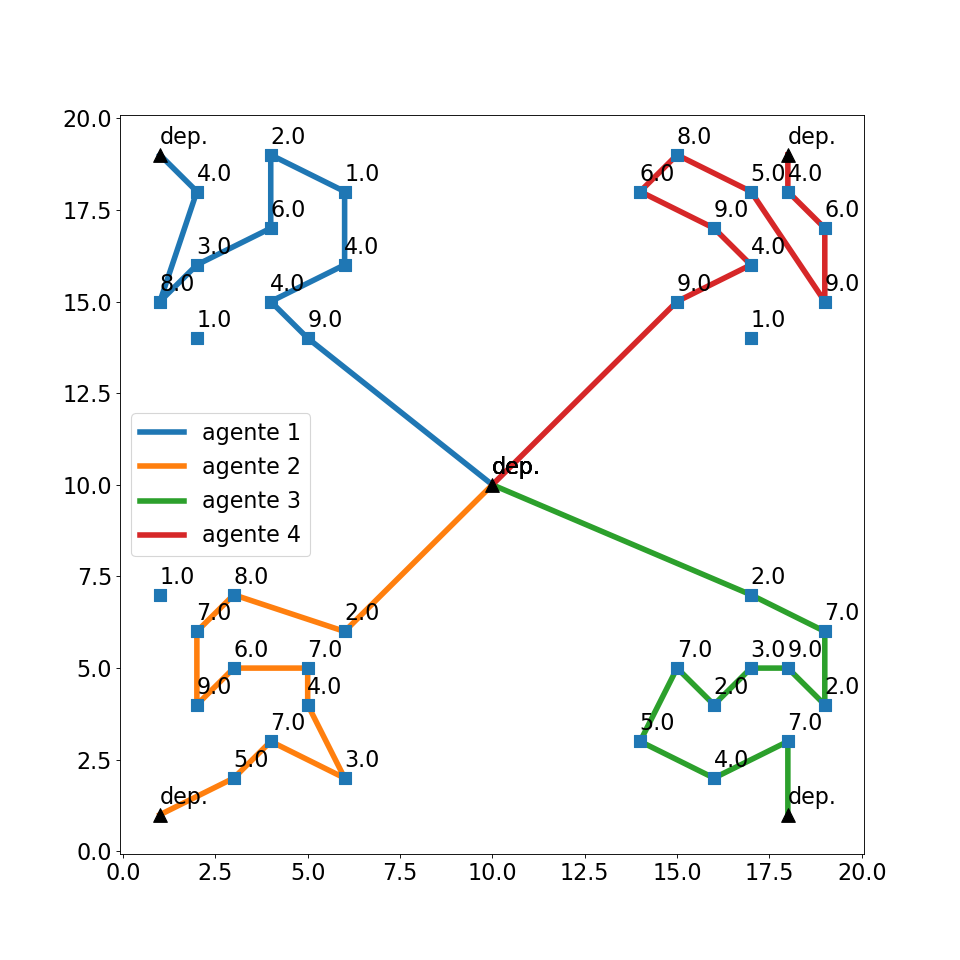 20.0
dep. 2.0 8.0 dep.
4.0 1.0 6.0 5.0 4.0
17.5
6.0 9.0 6.0
3.0 4.0 4.0
15.0
8.0 4.0 9.0 9.0
1.0 9.0 1.0
12.5
agente 1
agente 2
10.0
dep.
agente 3
agente 4
7.5
1.0 8.0 2.0
7.0 2.0 7.0
5.0
6.0 7.0 7.0 3.0 9.0
9.0 4.0 2.0 2.0
7.0 5.0 7.0
2.5
5.0 3.0 4.0
dep. dep.
0.0
0.0 2.5 5.0 7.5 10.0 12.5 15.0 17.5 20.0